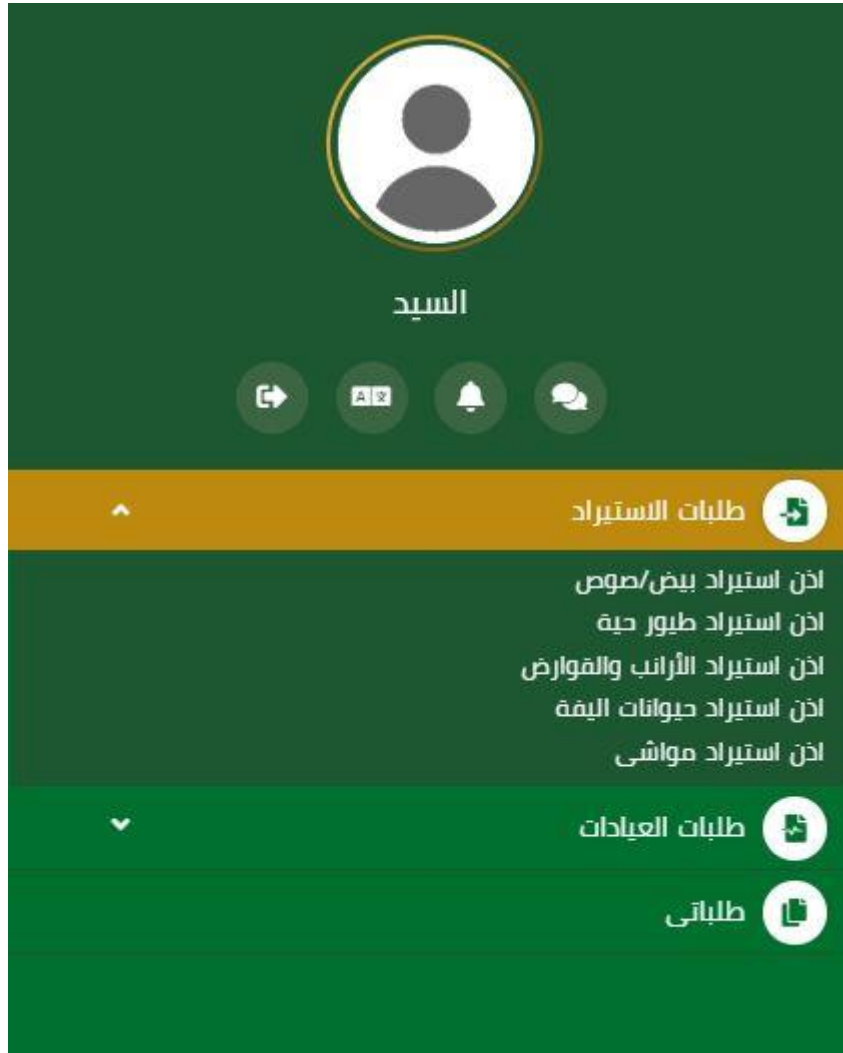 السيد
A 文
طلبات الاستيراد
اذن استيراد بيض/صوص
اذن استيراد طيور حية
اذن استيراد الأرانب والقوارض
اذن استيراد حيوانات اليفة
اذن استيراد مواشى
طلبات العيادات
طلباتى